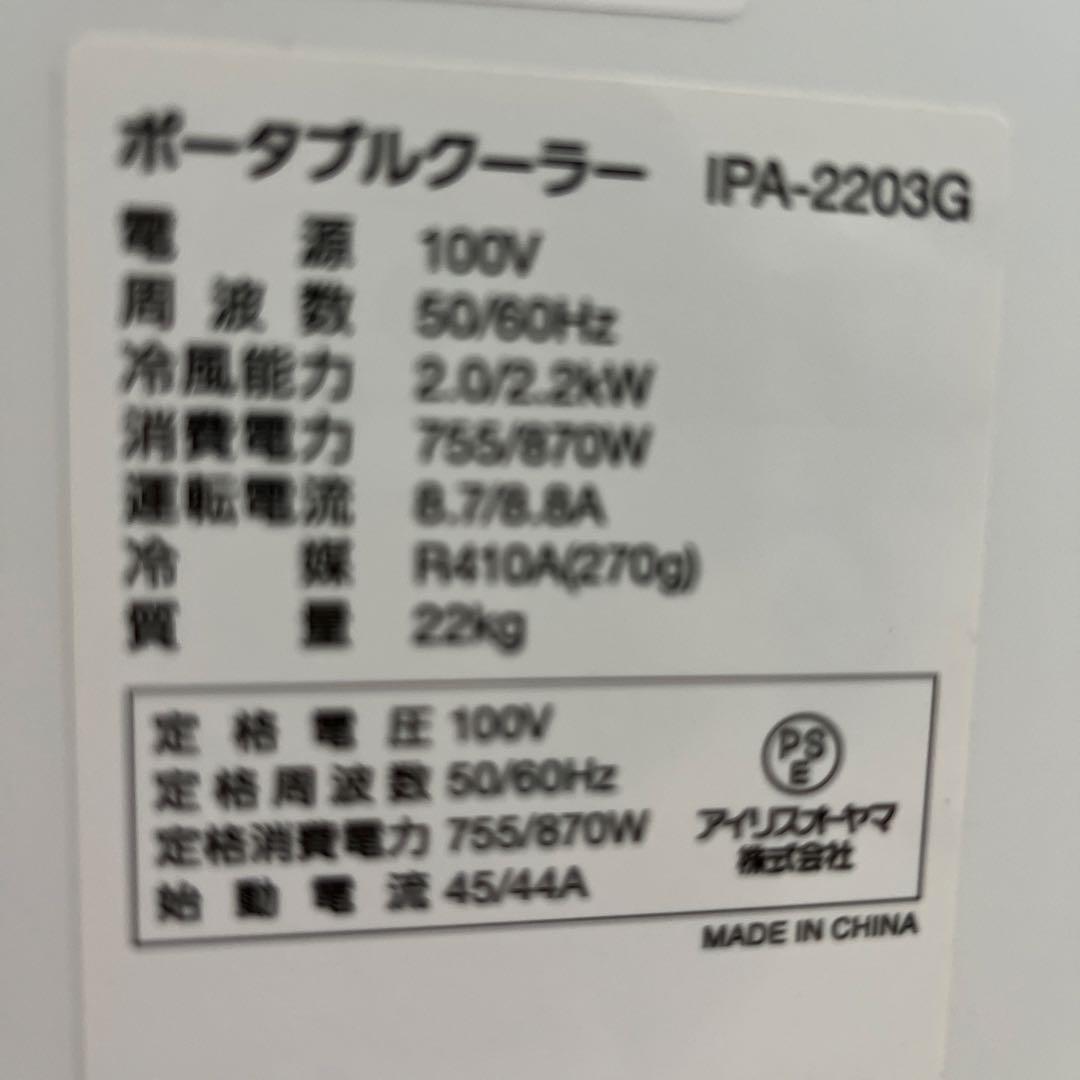 ポータブルクーラー IPA-2203G
電源 100V
周波数 50/60Hz
冷風能力 2.0/2.2kW
消費電力 755/870W
運転電流 8.7/8.8A
冷媒 R410A(270g)
質量 22kg
定格電圧 100V
定格周波数 50/60Hz
定格消費電力 755/870W
始動電流 45/44A
PSE
アイリスオーヤマ
株式会社
MADE IN CHINA